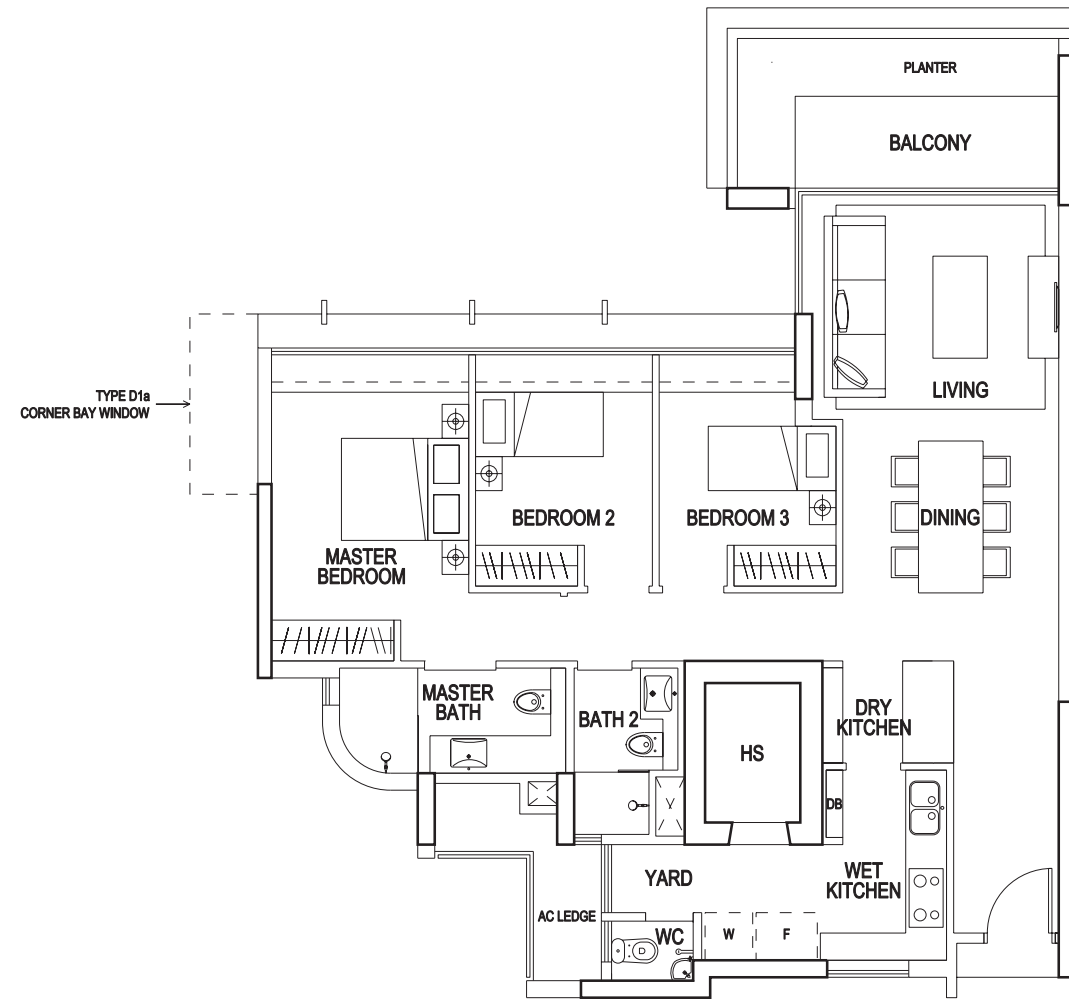 PLANTER
BALCONY
LIVING
TYPE D1a
CORNER BAY WINDOW
BEDROOM 2
BEDROOM 3
DINING
MASTER
BEDROOM
MASTER
BATH
BATH 2
HS
DRY
KITCHEN
DB
YARD
WET
KITCHEN
AC LEDGE
WC
W
F